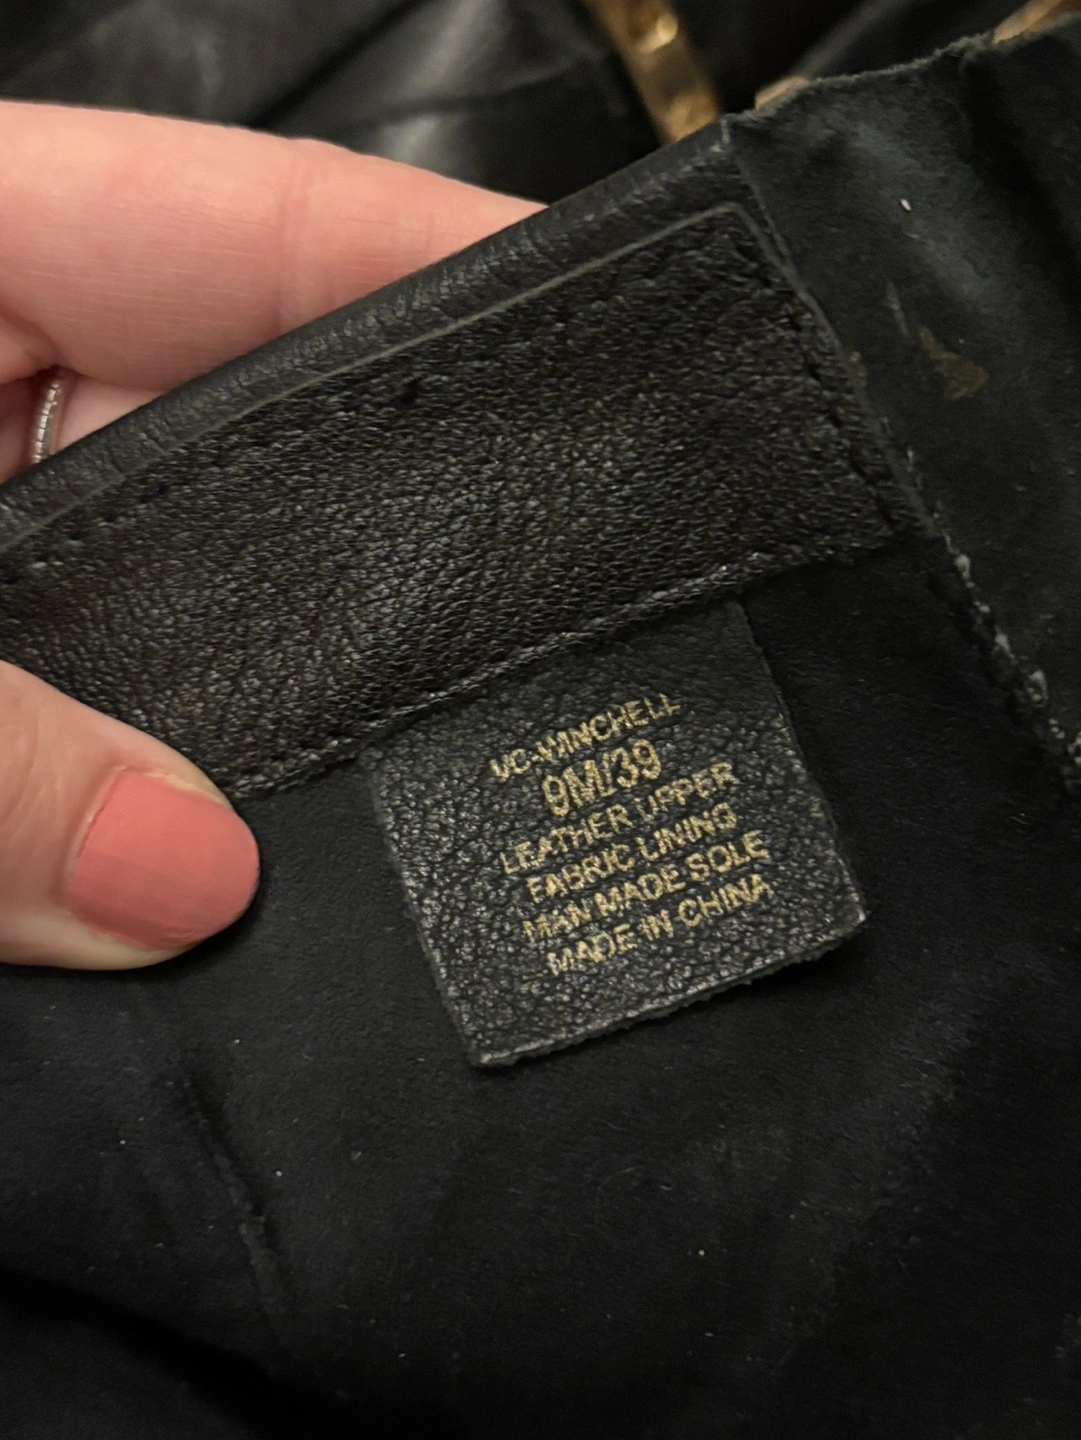 VC-WINCHELL
9M/39
LEATHER UPPER
FABRIC LINING
MAN MADE SOLE
MADE IN CHINA